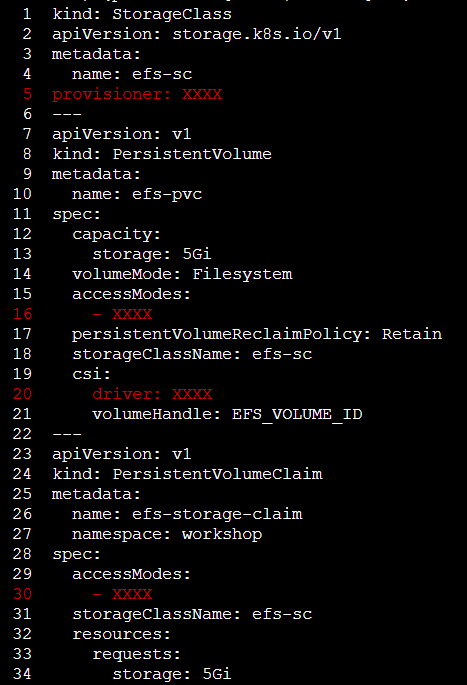 1 kind: StorageClass
2 apiVersion: storage.k8s.io/v1
3 metadata:
4   name: efs-sc
5 provisioner: XXXX
6 ---
7 apiVersion: v1
8 kind: PersistentVolume
9 metadata:
10   name: efs-pvc
11 spec:
12   capacity:
13     storage: 5Gi
14   volumeMode: Filesystem
15   accessModes:
16     - XXXX
17   persistentVolumeReclaimPolicy: Retain
18   storageClassName: efs-sc
19   csi:
20     driver: XXXX
21     volumeHandle: EFS_VOLUME_ID
22 ---
23 apiVersion: v1
24 kind: PersistentVolumeClaim
25 metadata:
26   name: efs-storage-claim
27   namespace: workshop
28 spec:
29   accessModes:
30     - XXXX
31   storageClassName: efs-sc
32   resources:
33     requests:
34       storage: 5Gi